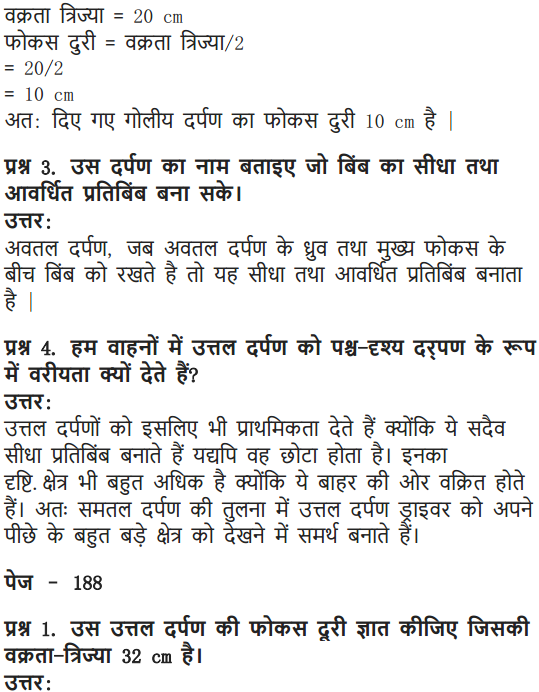 वक्रता त्रिज्या = 20 cm
फोकस दुरी = वक्रता त्रिज्या/2
= 20/2
= 10 cm
अत: दिए गए गोलीय दर्पण का फोकस दुरी 10 cm है |
प्रश्न 3. उस दर्पण का नाम बताइए जो बिंब का सीधा तथा
आवर्धित प्रतिबिंब बना सके।
उत्तर:
अवतल दर्पण, जब अवतल दर्पण के ध्रुव तथा मुख्य फोकस के
बीच बिंब को रखते है तो यह सीधा तथा आवर्धित प्रतिबिंब बनाता
है |
प्रश्न 4. हम वाहनों में उत्तल दर्पण को पश्च-दृश्य दर्पण के रूप
में वरीयता क्यों देते हैं?
उत्तर:
उत्तल दर्पणों को इसलिए भी प्राथमिकता देते हैं क्योंकि ये सदैव
सीधा प्रतिबिंब बनाते हैं यद्यपि वह छोटा होता है। इनका
दृष्टि.क्षेत्र भी बहुत अधिक है क्योंकि ये बाहर की ओर वक्रित होते
हैं। अतः समतल दर्पण की तुलना में उत्तल दर्पण ड्राइवर को अपने
पीछे के बहुत बड़े क्षेत्र को देखने में समर्थ बनाते हैं।
पेज - 188
प्रश्न 1. उस उत्तल दर्पण की फोकस दूरी ज्ञात कीजिए जिसकी
वक्रता-त्रिज्या 32 cm है।
उत्तर: